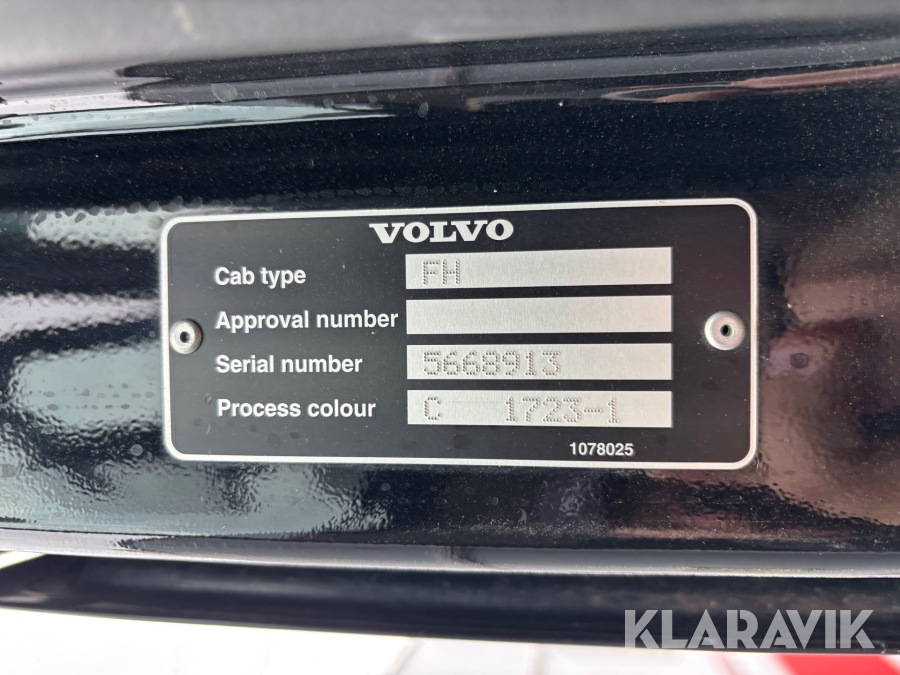 VOLVO
Cab type FH
Approval number
Serial number 5668913
Process colour C 1723-1
1078025
KLARAVIK